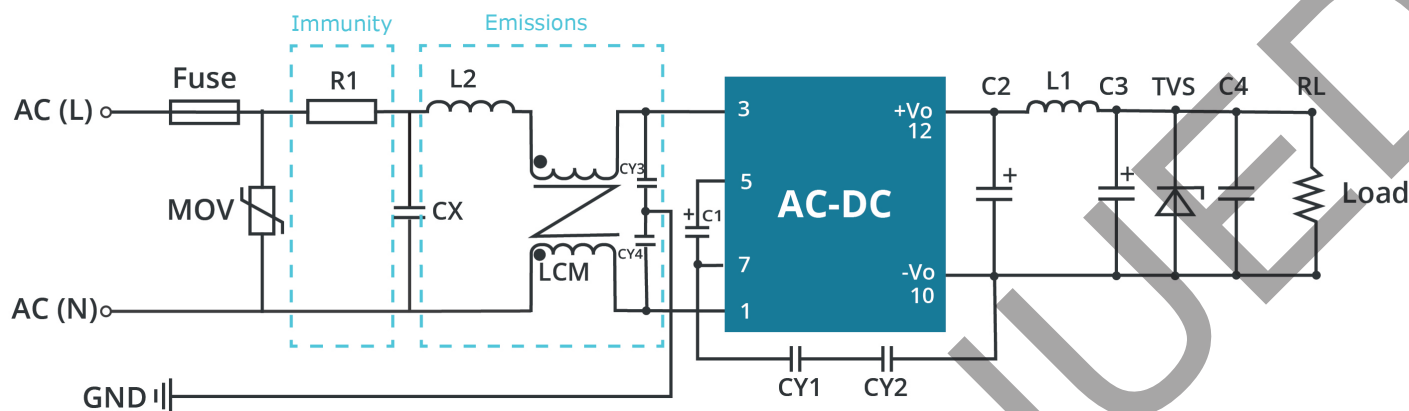 Immunity
Emissions
Fuse
R1
L2
C2
L1
C3
TVS
C4
RL
AC (L)
3
+Vo
12
CY3
5
MOV
CX
AC-DC
Load
+
+
+
C1
CY4
LCM
7
-Vo
10
AC (N)
1
CY1
CY2
GND
UED